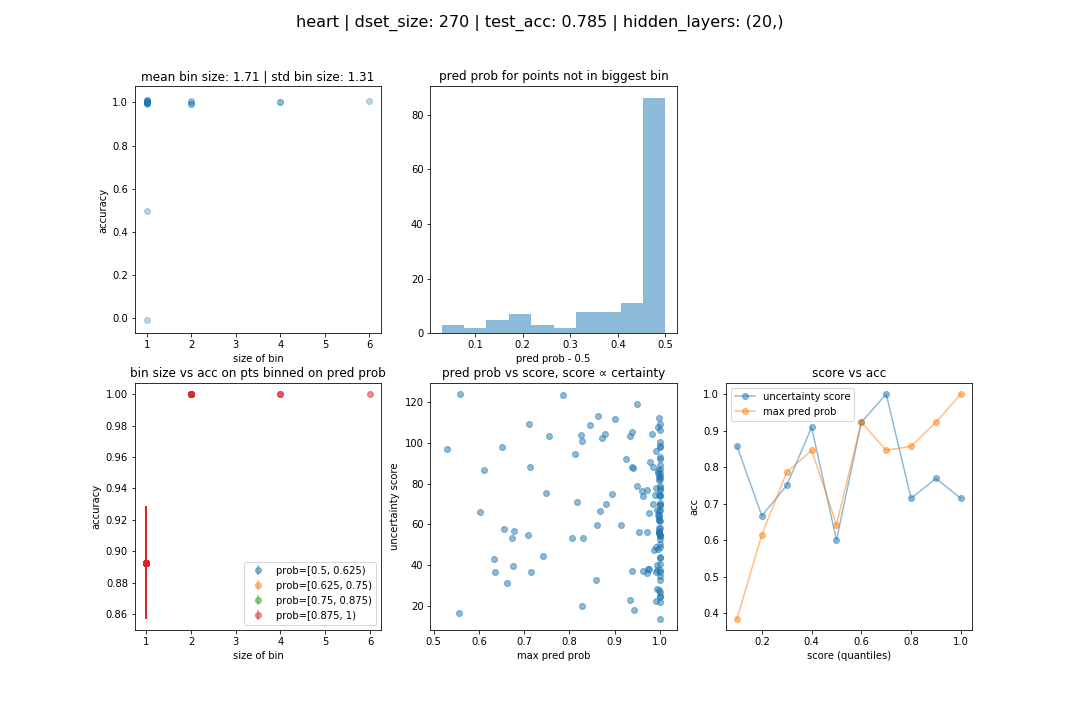 heart | dset_size: 270 | test_acc: 0.785 | hidden_layers: (20,)
mean bin size: 1.71 | std bin size: 1.31
1.0
0.8
0.6
0.4
0.2
0.0
accuracy
1 2 3 4 5 6
size of bin
pred prob for points not in biggest bin
80
60
40
20
0
0.1 0.2 0.3 0.4 0.5
pred prob - 0.5
bin size vs acc on pts binned on pred prob
1.00
0.98
0.96
0.94
0.92
0.90
0.88
0.86
accuracy
prob=[0.5, 0.625)
prob=[0.625, 0.75)
prob=[0.75, 0.875)
prob=[0.875, 1)
1 2 3 4 5 6
size of bin
pred prob vs score, score ∝ certainty
120
100
80
60
40
20
uncertainty score
0.5 0.6 0.7 0.8 0.9 1.0
max pred prob
score vs acc
uncertainty score
max pred prob
1.0
0.9
0.8
0.7
0.6
0.5
0.4
acc
0.2 0.4 0.6 0.8 1.0
score (quantiles)